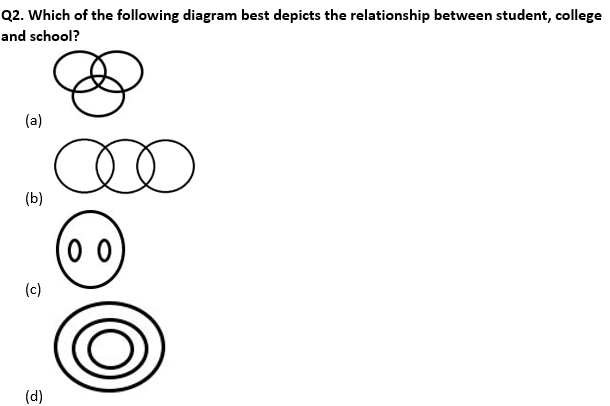 Q2. Which of the following diagram best depicts the relationship between student, college
and school?
(a)
(b)
(c)
(d)